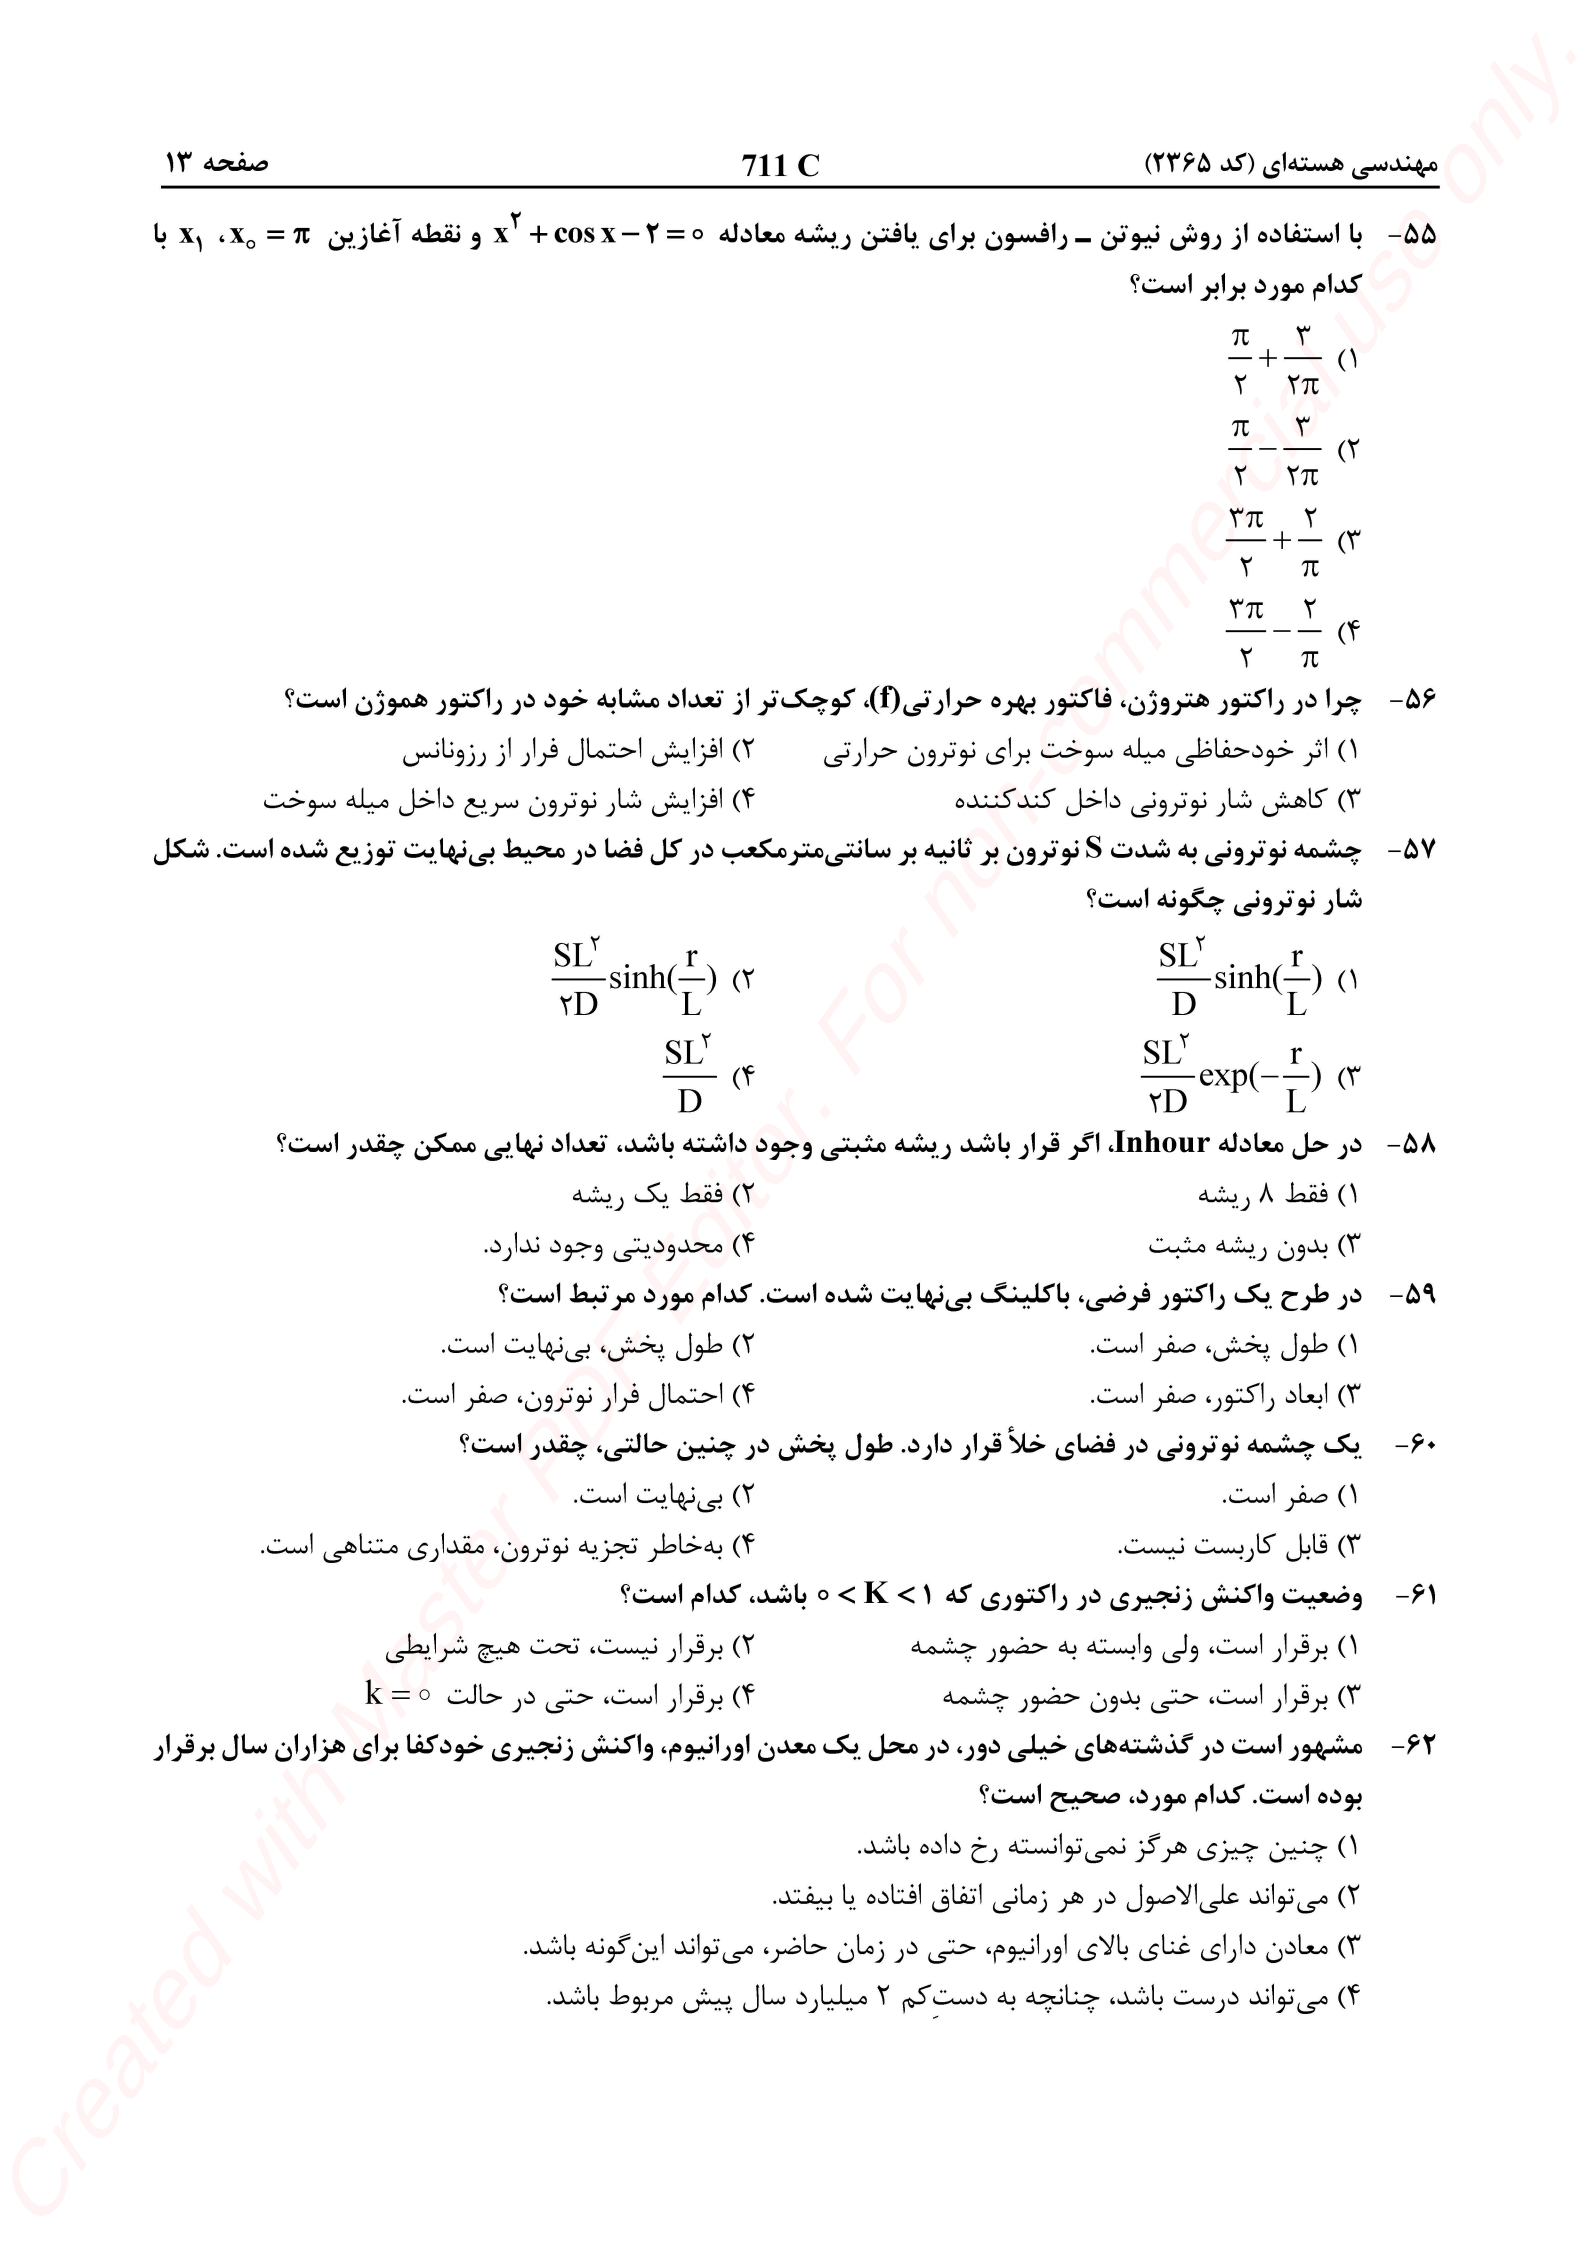 مهندسی هسته‌ای (کد ۲۳۶۵) 711 C صفحه ۱۳
۵۵- با استفاده از روش نیوتن ـ رافسون برای یافتن ریشه معادله x^۲ + cos x − ۲ = ۰ و نقطه آغازین x_۰ = π ، x_۱ با
کدام مورد برابر است؟
۱) π/۲ + ۳/۲π
۲) π/۲ − ۳/۲π
۳) ۳π/۲ + ۲/π
۴) ۳π/۲ − ۲/π
۵۶- چرا در راکتور هتروژن، فاکتور بهره حرارتی(f)، کوچک‌تر از تعداد مشابه خود در راکتور هموژن است؟
۱) اثر خودحفاظی میله سوخت برای نوترون حرارتی ۲) افزایش احتمال فرار از رزونانس
۳) کاهش شار نوترونی داخل کندکننده ۴) افزایش شار نوترون سریع داخل میله سوخت
۵۷- چشمه نوترونی به شدت S نوترون بر ثانیه بر سانتی‌مترمکعب در کل فضا در محیط بی‌نهایت توزیع شده است. شکل
شار نوترونی چگونه است؟
۱) SL^۲/D sinh(r/L) ۲) SL^۲/۲D sinh(r/L)
۳) SL^۲/۲D exp(−r/L) ۴) SL^۲/D
۵۸- در حل معادله Inhour، اگر قرار باشد ریشه مثبتی وجود داشته باشد، تعداد نهایی ممکن چقدر است؟
۱) فقط ۸ ریشه ۲) فقط یک ریشه
۳) بدون ریشه مثبت ۴) محدودیتی وجود ندارد.
۵۹- در طرح یک راکتور فرضی، باکلینگ بی‌نهایت شده است. کدام مورد مرتبط است؟
۱) طول پخش، صفر است. ۲) طول پخش، بی‌نهایت است.
۳) ابعاد راکتور، صفر است. ۴) احتمال فرار نوترون، صفر است.
۶۰- یک چشمه نوترونی در فضای خلأ قرار دارد. طول پخش در چنین حالتی، چقدر است؟
۱) صفر است. ۲) بی‌نهایت است.
۳) قابل کاربست نیست. ۴) به‌خاطر تجزیه نوترون، مقداری متناهی است.
۶۱- وضعیت واکنش زنجیری در راکتوری که ۰ < K < ۱ باشد، کدام است؟
۱) برقرار است، ولی وابسته به حضور چشمه ۲) برقرار نیست، تحت هیچ شرایطی
۳) برقرار است، حتی بدون حضور چشمه ۴) برقرار است، حتی در حالت k = ۰
۶۲- مشهور است در گذشته‌های خیلی دور، در محل یک معدن اورانیوم، واکنش زنجیری خودکفا برای هزاران سال برقرار
بوده است. کدام مورد، صحیح است؟
۱) چنین چیزی هرگز نمی‌توانسته رخ داده باشد.
۲) می‌تواند علی‌الاصول در هر زمانی اتفاق افتاده یا بیفتد.
۳) معادن دارای غنای بالای اورانیوم، حتی در زمان حاضر، می‌تواند این‌گونه باشد.
۴) می‌تواند درست باشد، چنانچه به دستِ‌کم ۲ میلیارد سال پیش مربوط باشد.
Created with Master PDF Editor. For non-commercial use only.